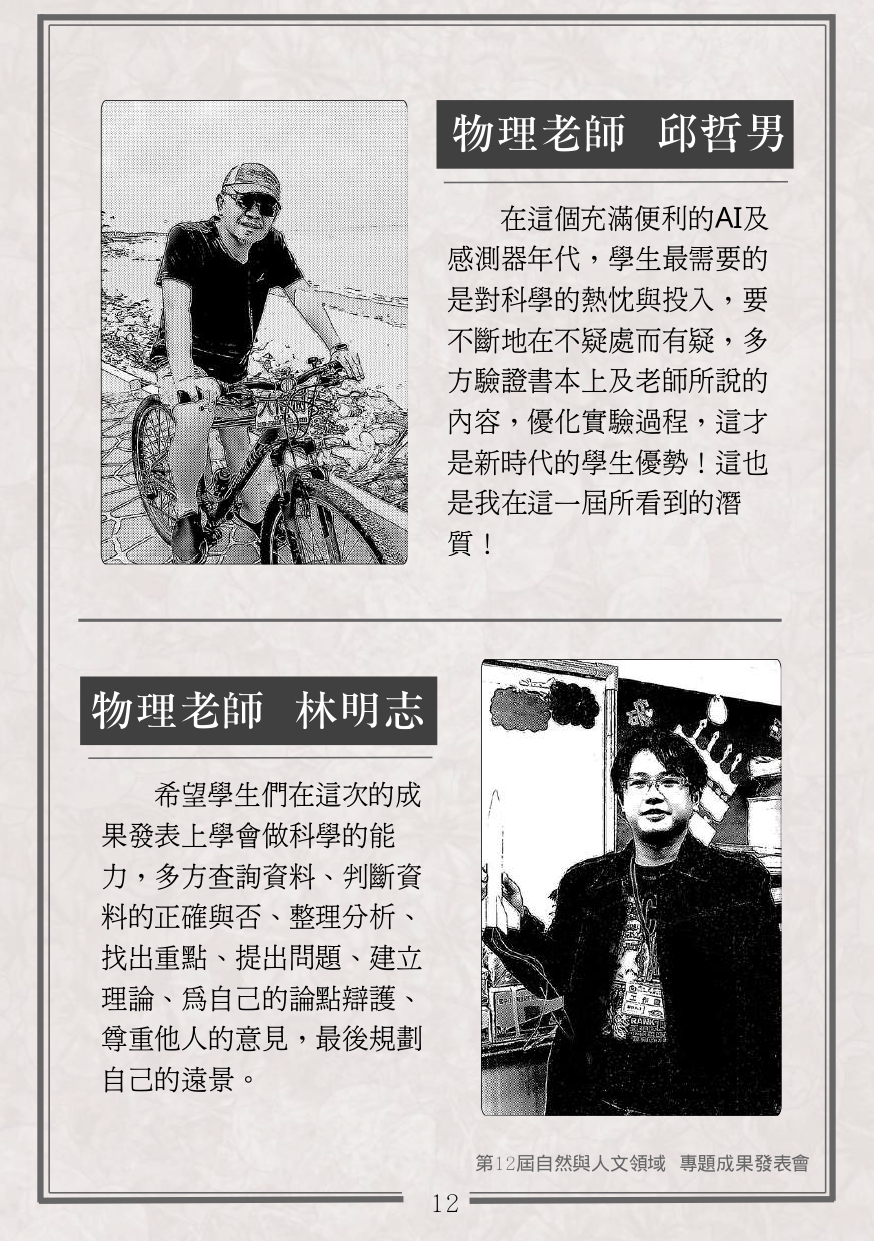 物理老師 邱哲男
在這個充滿便利的AI及
感測器年代，學生最需要的
是對科學的熱忱與投入，要
不斷地在不疑處而有疑，多
方驗證書本上及老師所說的
內容，優化實驗過程，這才
是新時代的學生優勢！這也
是我在這一屆所看到的潛
質！
物理老師 林明志
希望學生們在這次的成
果發表上學會做科學的能
力，多方查詢資料、判斷資
料的正確與否、整理分析、
找出重點、提出問題、建立
理論、為自己的論點辯護、
尊重他人的意見，最後規劃
自己的遠景。
RANK
第12屆自然與人文領域 專題成果發表會
12